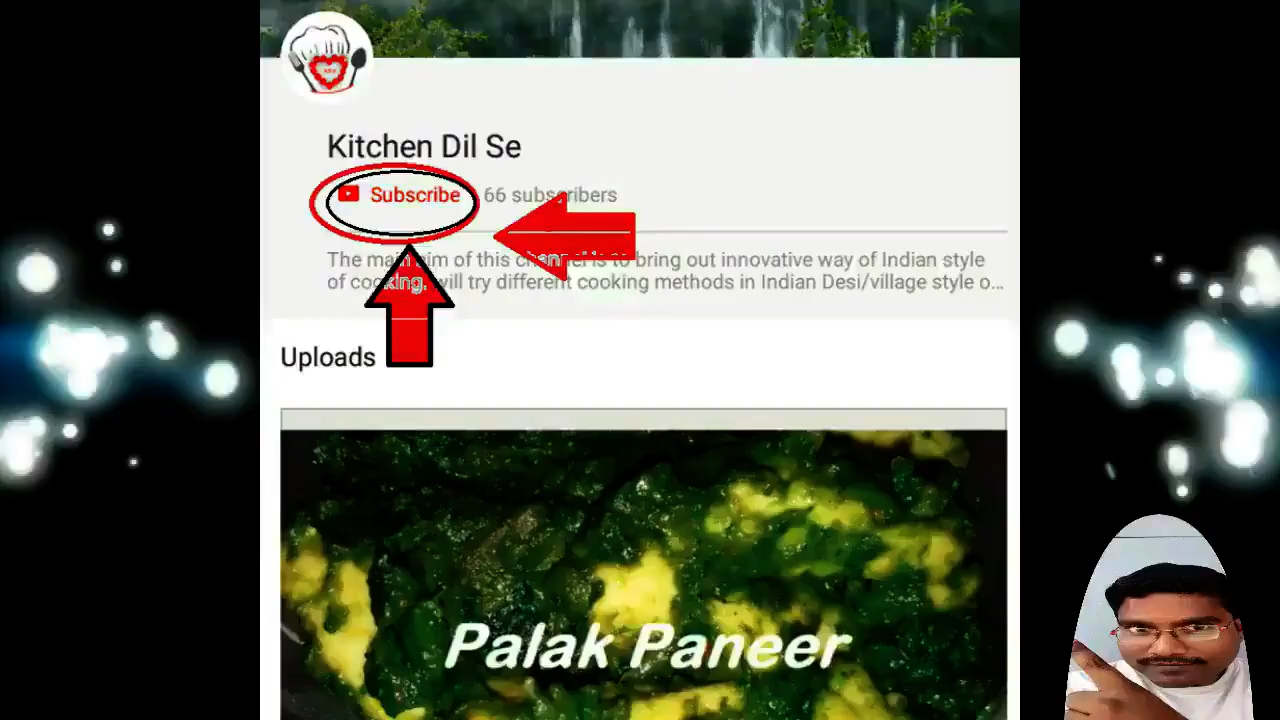 Kitchen Dil Se
Subscribe 66 subscribers
The main aim of this channel is to bring out innovative way of Indian style
of cooking, will try different cooking methods in Indian Desi/village style o...
Uploads
Palak Paneer